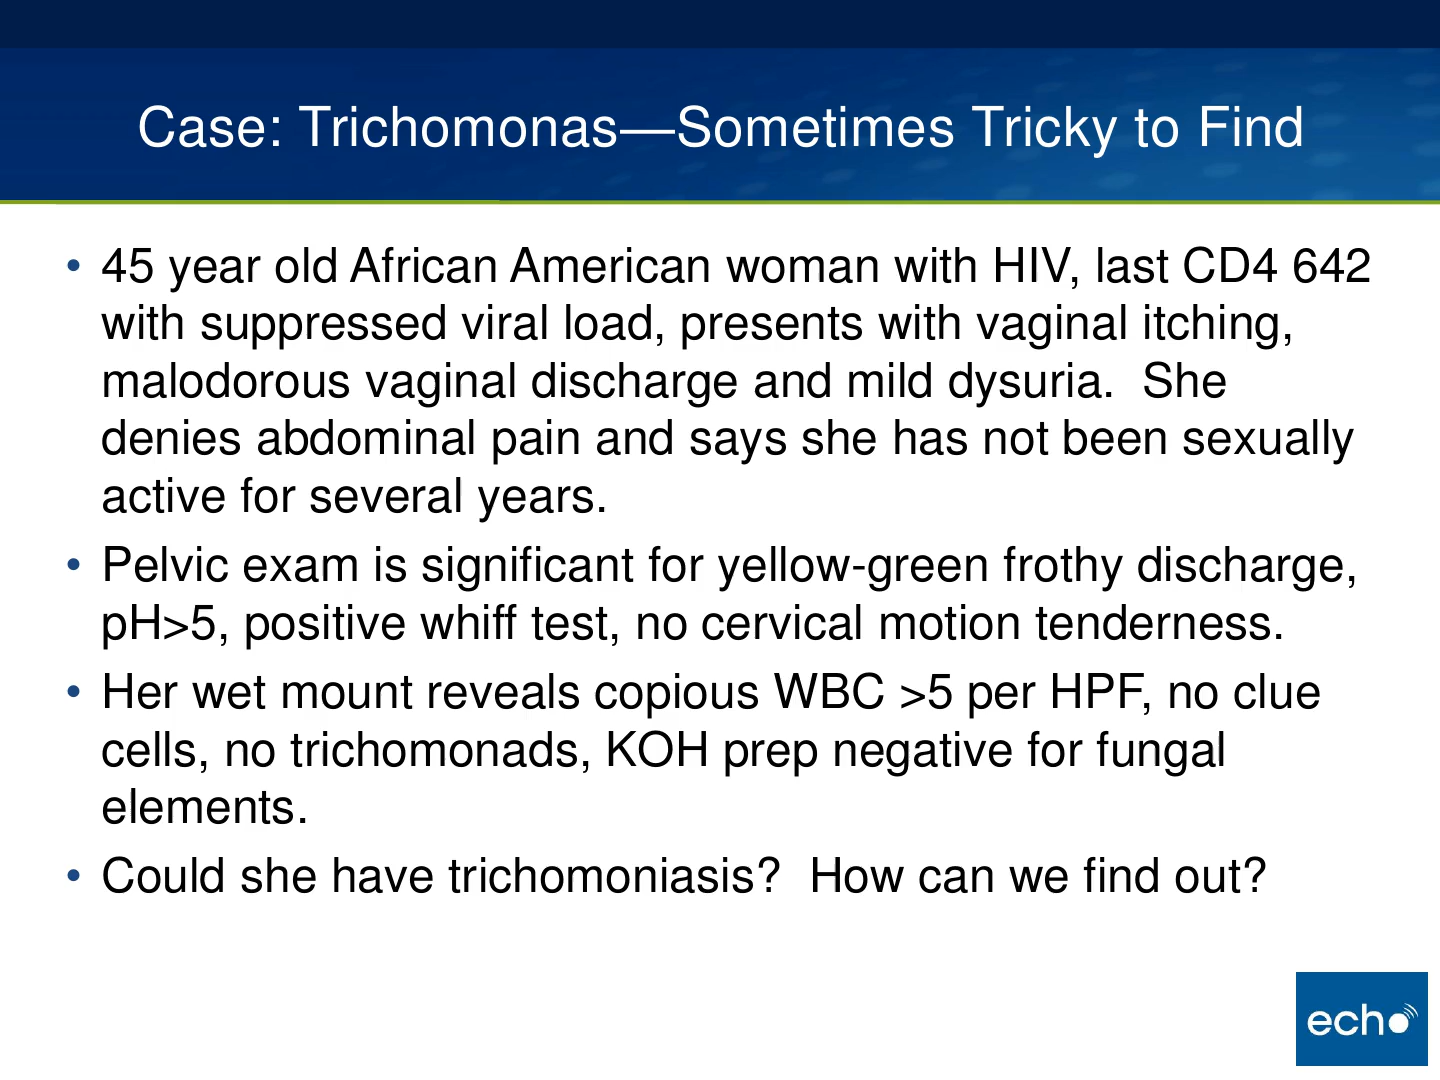 Case: Trichomonas—Sometimes Tricky to Find
• 45 year old African American woman with HIV, last CD4 642
with suppressed viral load, presents with vaginal itching,
malodorous vaginal discharge and mild dysuria.  She
denies abdominal pain and says she has not been sexually
active for several years.
• Pelvic exam is significant for yellow-green frothy discharge,
pH>5, positive whiff test, no cervical motion tenderness.
• Her wet mount reveals copious WBC >5 per HPF, no clue
cells, no trichomonads, KOH prep negative for fungal
elements.
• Could she have trichomoniasis?  How can we find out?
echo